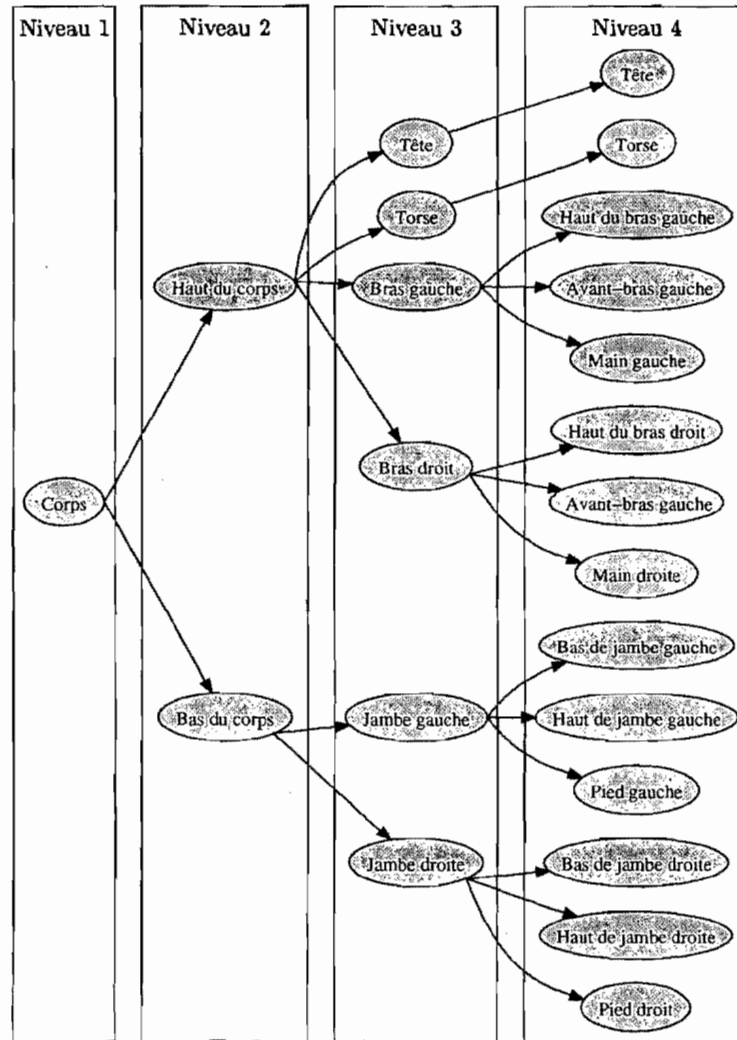 Niveau 1
Niveau 2
Niveau 3
Niveau 4
Tête
Tête
Torse
Torse
Haut du bras gauche
Haut du corps
Bras gauche
Avant-bras gauche
Main gauche
Haut du bras droit
Bras droit
Corps
Avant-bras gauche
Main droite
Bas de jambe gauche
Bas du corps
Jambe gauche
Haut de jambe gauche
Pied gauche
Jambe droite
Bas de jambe droite
Haut de jambe droite
Pied droit